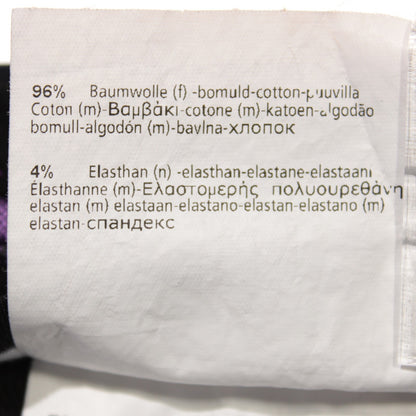 96% Baumwolle (f) -bomuld-cotton-puuvilla
Coton (m)-Βαμβάκι-cotone (m)-katoen-algodão
bomull-algodón (m)-bavlna-хлопок
4% Elasthan (n) -elasthan-elastane-elastaani
Élasthanne (m)-Ελαστομερής πολυουρεθάνη
elastan (m) elastaan-elastano-elastan-elastano (m)
elastan-спандекс